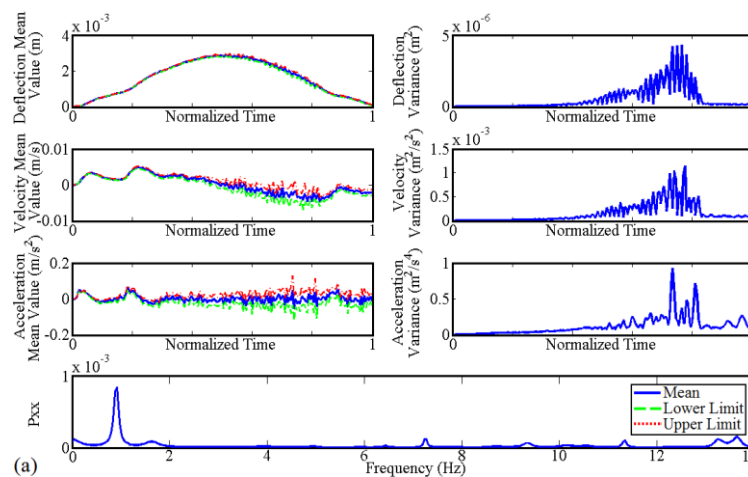 x 10⁻³
Deflection Mean
Value (m)
4
2
0
0
1
Normalized Time
x 10⁻⁶
Deflection
Variance (m²)
5
0
0
Normalized Time
Velocity Mean
Value (m/s)
0.01
0
-0.01
0
1
Normalized Time
x 10⁻³
Velocity
Variance (m²/s²)
1.5
1
0.5
0
0
Normalized Time
Acceleration
Mean Value (m/s²)
0.2
0
-0.2
0
1
Normalized Time
Acceleration
Variance (m²/s⁴)
1
0.5
0
0
Normalized Time
x 10⁻³
Pxx
1
0
0
2
4
6
8
10
12
Frequency (Hz)
Mean
Lower Limit
Upper Limit
(a)